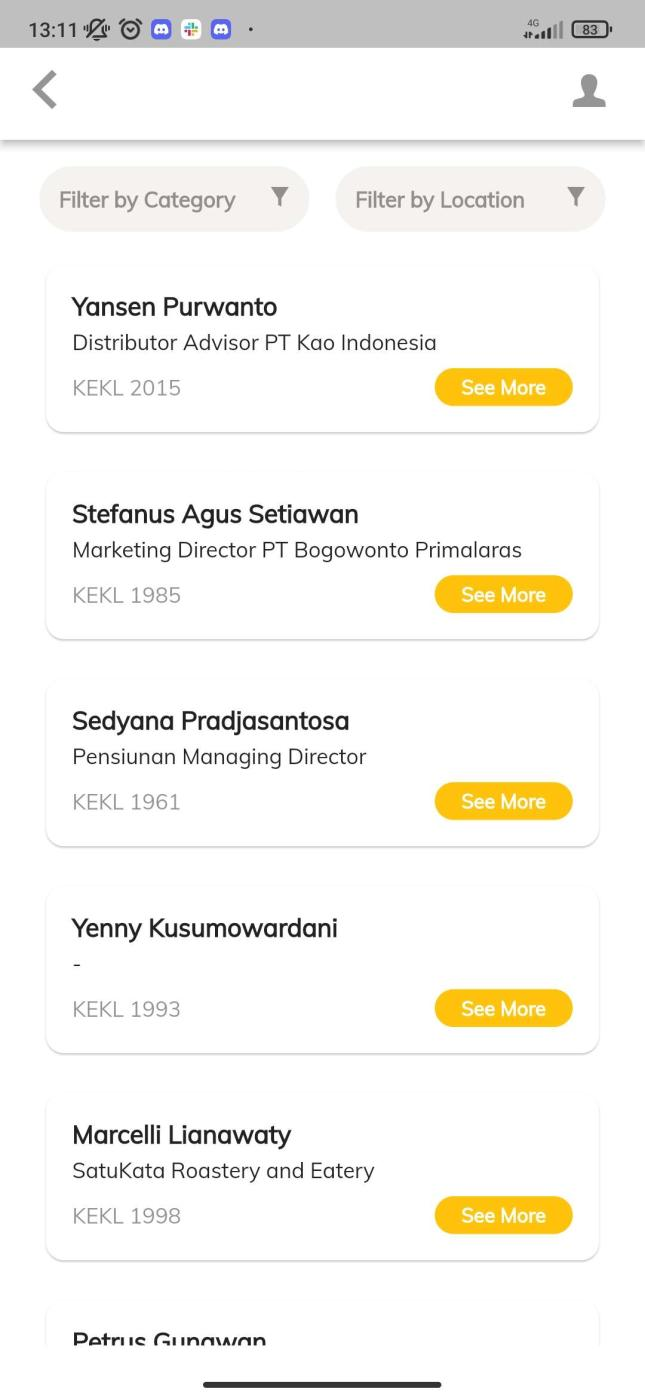 13:11
4G
83
Filter by Category
Filter by Location
Yansen Purwanto
Distributor Advisor PT Kao Indonesia
KEKL 2015
See More
Stefanus Agus Setiawan
Marketing Director PT Bogowonto Primalaras
KEKL 1985
See More
Sedyana Pradjasantosa
Pensiunan Managing Director
KEKL 1961
See More
Yenny Kusumowardani
-
KEKL 1993
See More
Marcelli Lianawaty
SatuKata Roastery and Eatery
KEKL 1998
See More
Petrus Gunawan